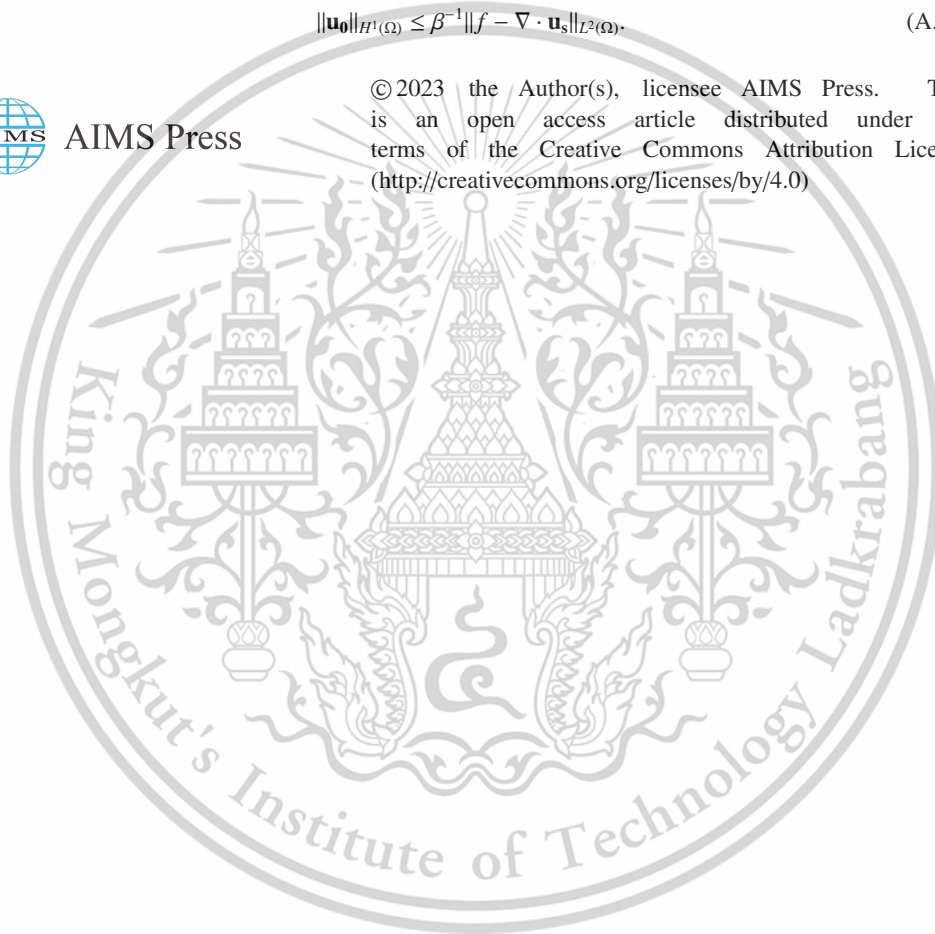 ||u₀||_{H¹(Ω)} ≤ β⁻¹||f − ∇ · u_s||_{L²(Ω)}. (A.
© 2023 the Author(s), licensee AIMS Press. T
is an open access article distributed under
terms of the Creative Commons Attribution Lice
(http://creativecommons.org/licenses/by/4.0)
MS
AIMS Press
King Mongkut's Institute of Technology Ladkrabang